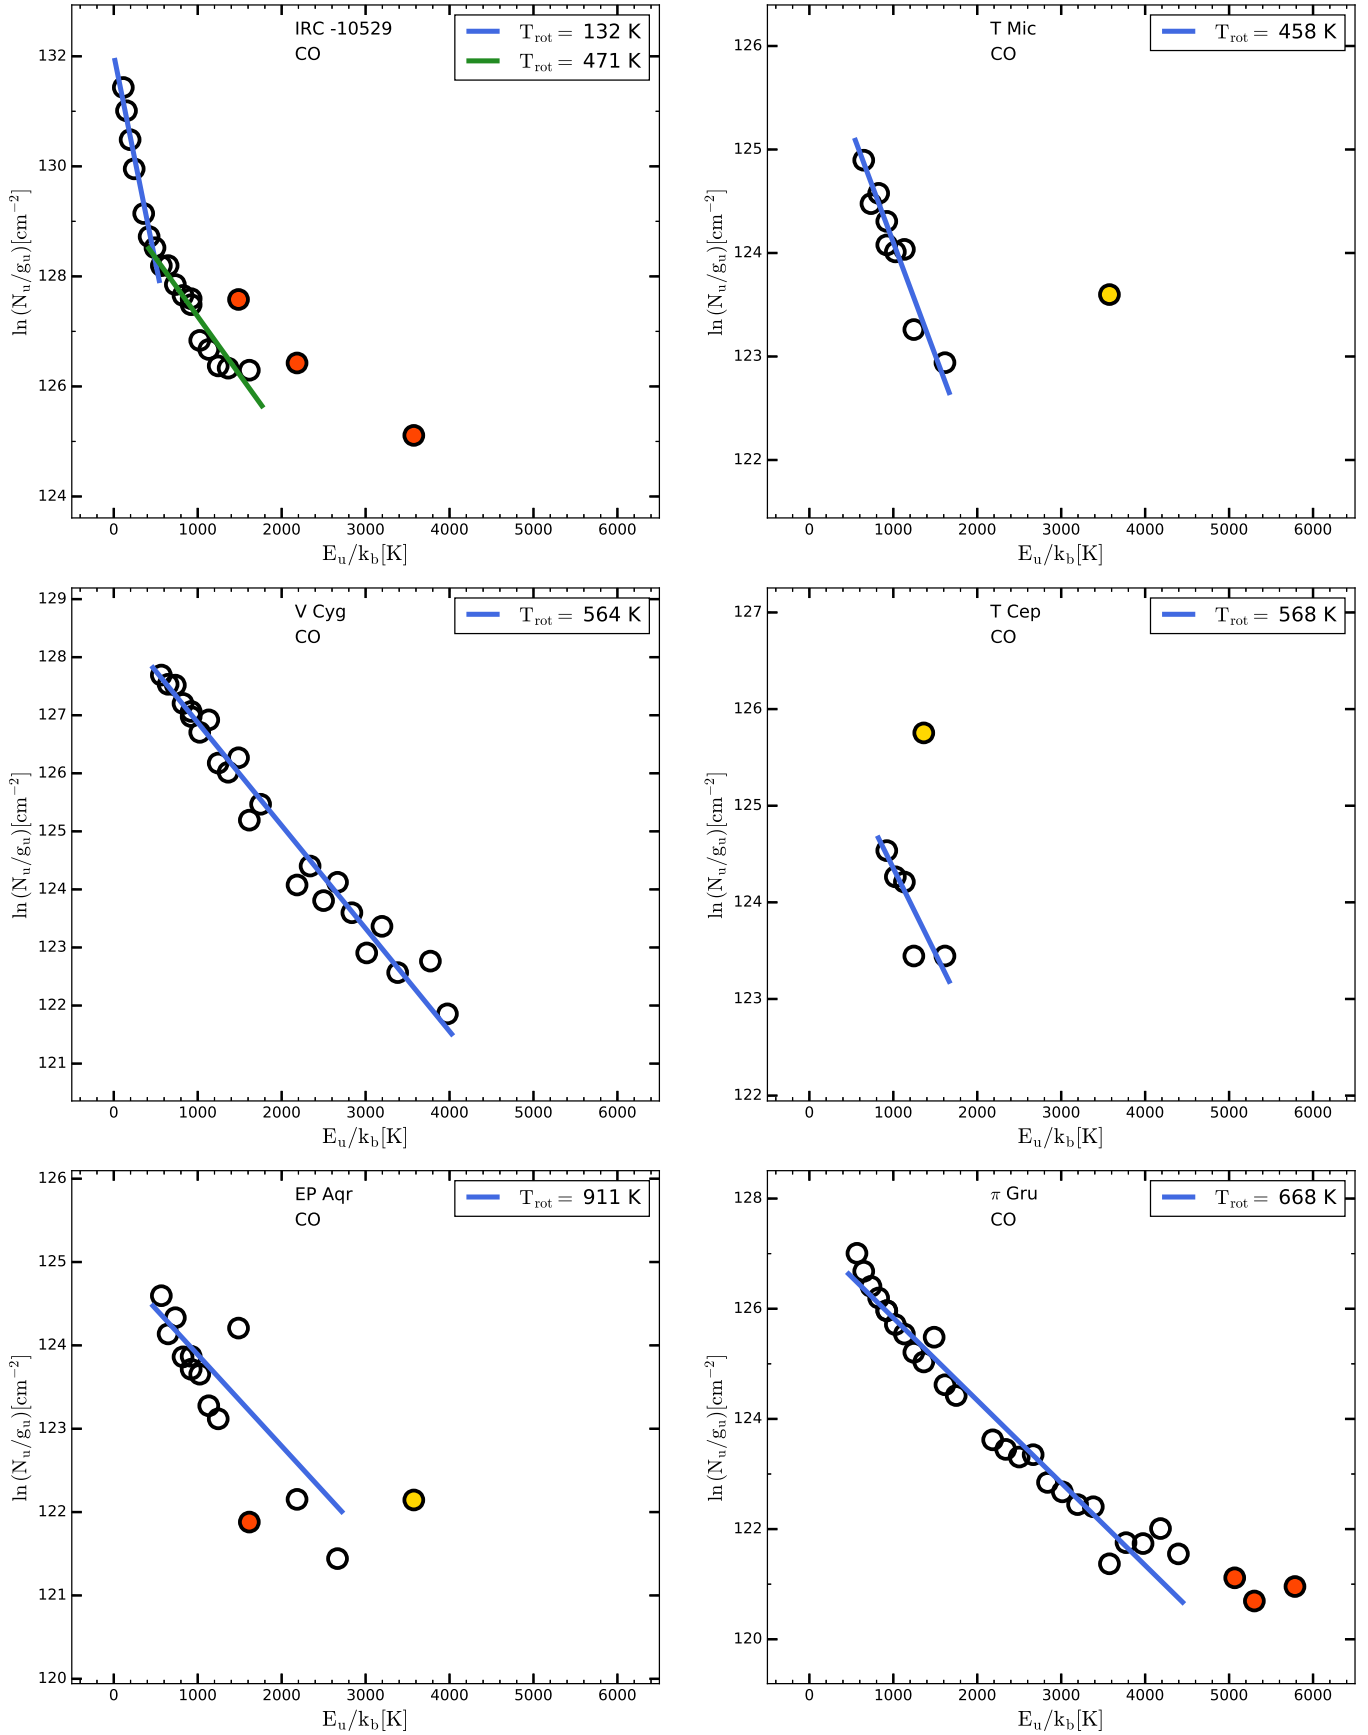 IRC -10529
CO
T_rot = 132 K
T_rot = 471 K
132
130
128
126
124
ln (N_u/g_u)[cm^−2]
0 1000 2000 3000 4000 5000 6000
E_u/k_b[K]
T Mic
CO
T_rot = 458 K
126
125
124
123
122
ln (N_u/g_u)[cm^−2]
0 1000 2000 3000 4000 5000 6000
E_u/k_b[K]
V Cyg
CO
T_rot = 564 K
129
128
127
126
125
124
123
122
121
ln (N_u/g_u)[cm^−2]
0 1000 2000 3000 4000 5000 6000
E_u/k_b[K]
T Cep
CO
T_rot = 568 K
127
126
125
124
123
122
ln (N_u/g_u)[cm^−2]
0 1000 2000 3000 4000 5000 6000
E_u/k_b[K]
EP Aqr
CO
T_rot = 911 K
126
125
124
123
122
121
120
ln (N_u/g_u)[cm^−2]
0 1000 2000 3000 4000 5000 6000
E_u/k_b[K]
π Gru
CO
T_rot = 668 K
128
126
124
122
120
ln (N_u/g_u)[cm^−2]
0 1000 2000 3000 4000 5000 6000
E_u/k_b[K]